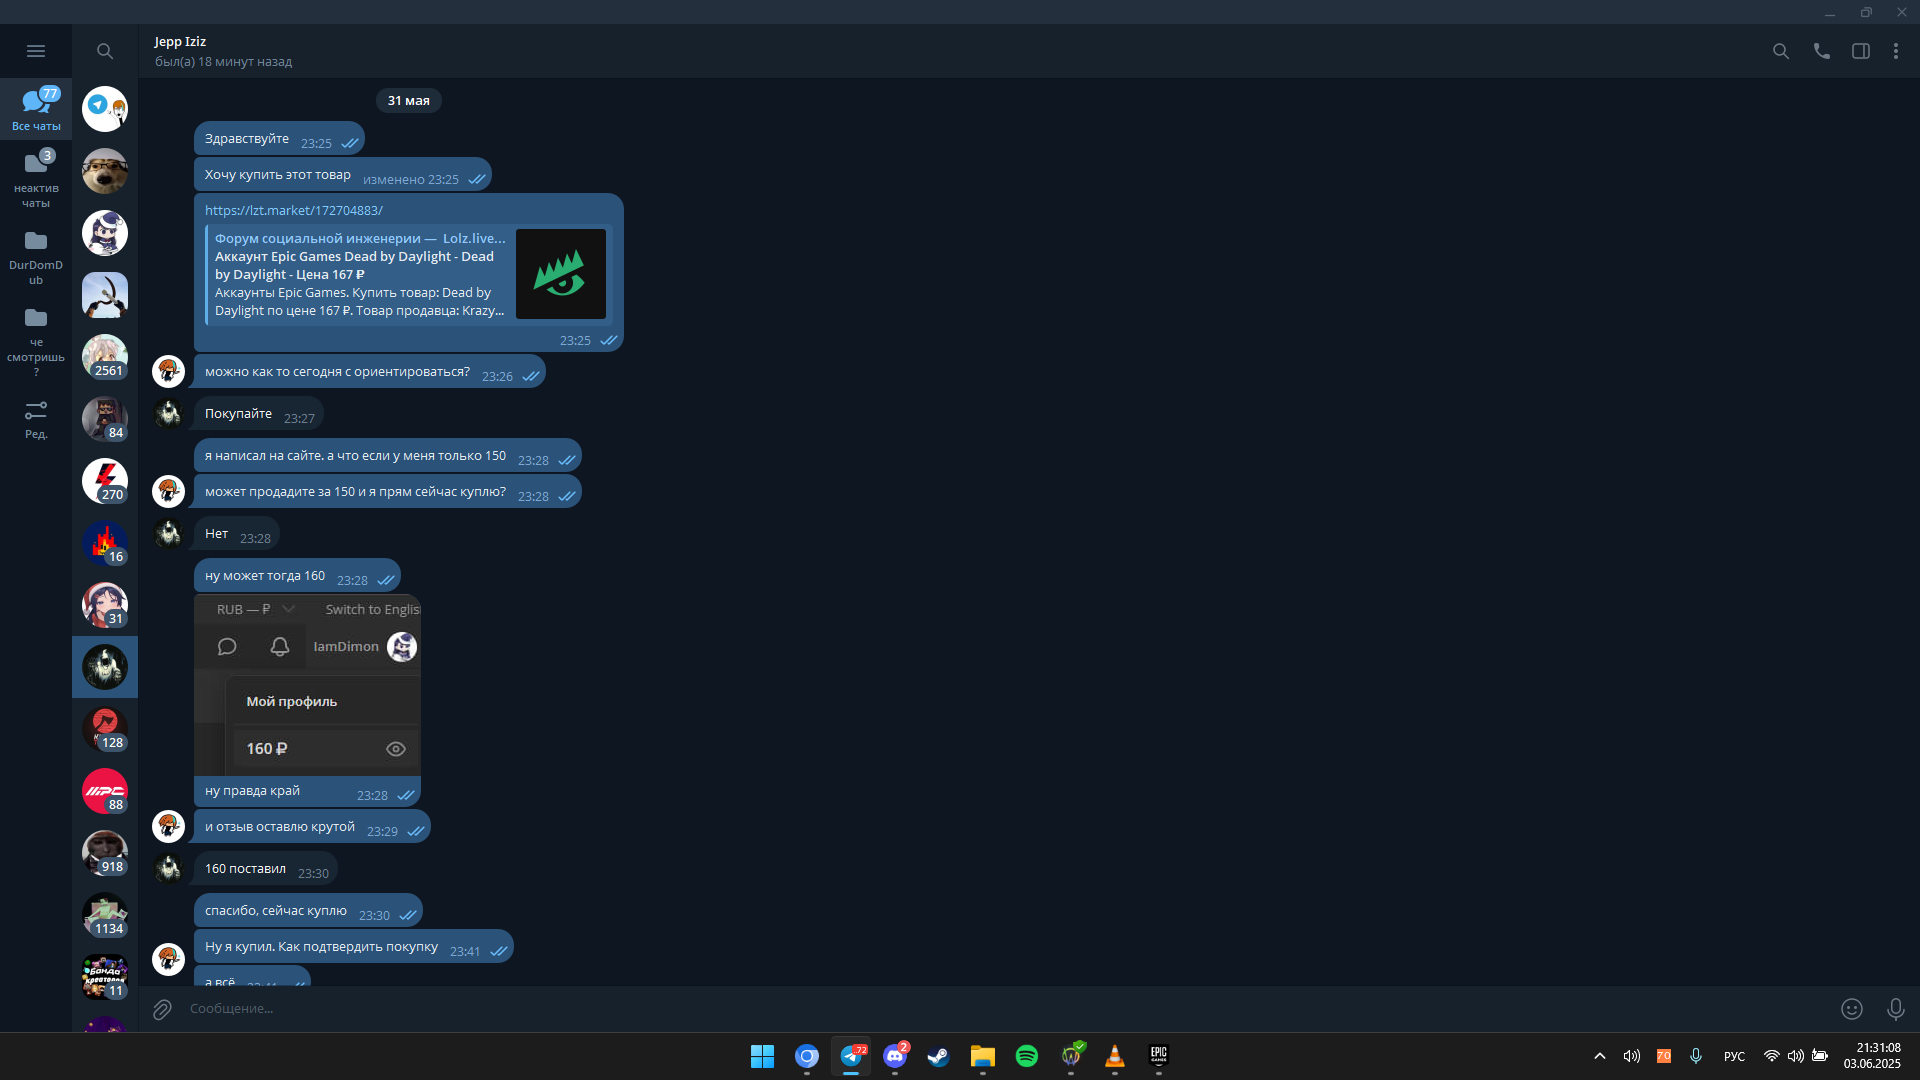 Jepp Iziz
был(а) 18 минут назад
77
Все чаты
3
неактив
чаты
DurDomD
ub
че
смотришь
?
Ред.
2561
84
270
16
31
128
88
918
1134
Банда
креаторов
11
31 мая
Здравствуйте 23:25
Хочу купить этот товар изменено 23:25
https://lzt.market/172704883/
Форум социальной инженерии — Lolz.live...
Аккаунт Epic Games Dead by Daylight - Dead
by Daylight - Цена 167 ₽
Аккаунты Epic Games. Купить товар: Dead by
Daylight по цене 167 ₽. Товар продавца: Krazy...
23:25
можно как то сегодня с ориентироваться? 23:26
Покупайте 23:27
я написал на сайте. а что если у меня только 150 23:28
может продадите за 150 и я прям сейчас куплю? 23:28
Нет 23:28
ну может тогда 160 23:28
RUB — ₽ Switch to Englis
IamDimon
Мой профиль
160 ₽
ну правда край 23:28
и отзыв оставлю крутой 23:29
160 поставил 23:30
спасибо, сейчас куплю 23:30
Ну я купил. Как подтвердить покупку 23:41
а всё 23:41
Сообщение...
..72
2
EPIC
GAMES
70
РУС
21:31:08
03.06.2025